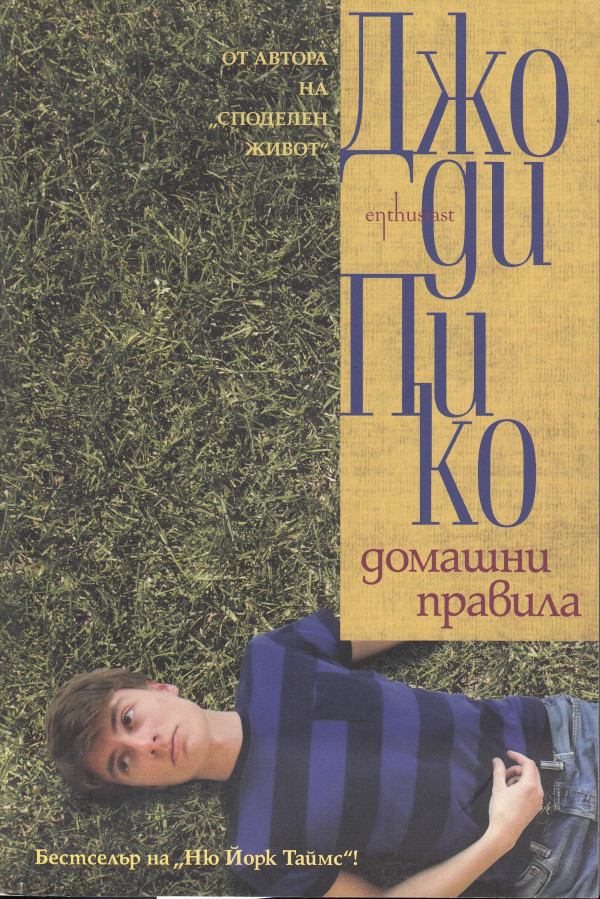 ОТ АВТОРА
НА
„СПОДЕЛЕН
ЖИВОТ“
Джо
ди
enthusiast
Пи
ко
домашни
правила
Бестселър на „Ню Йорк Таймс“!